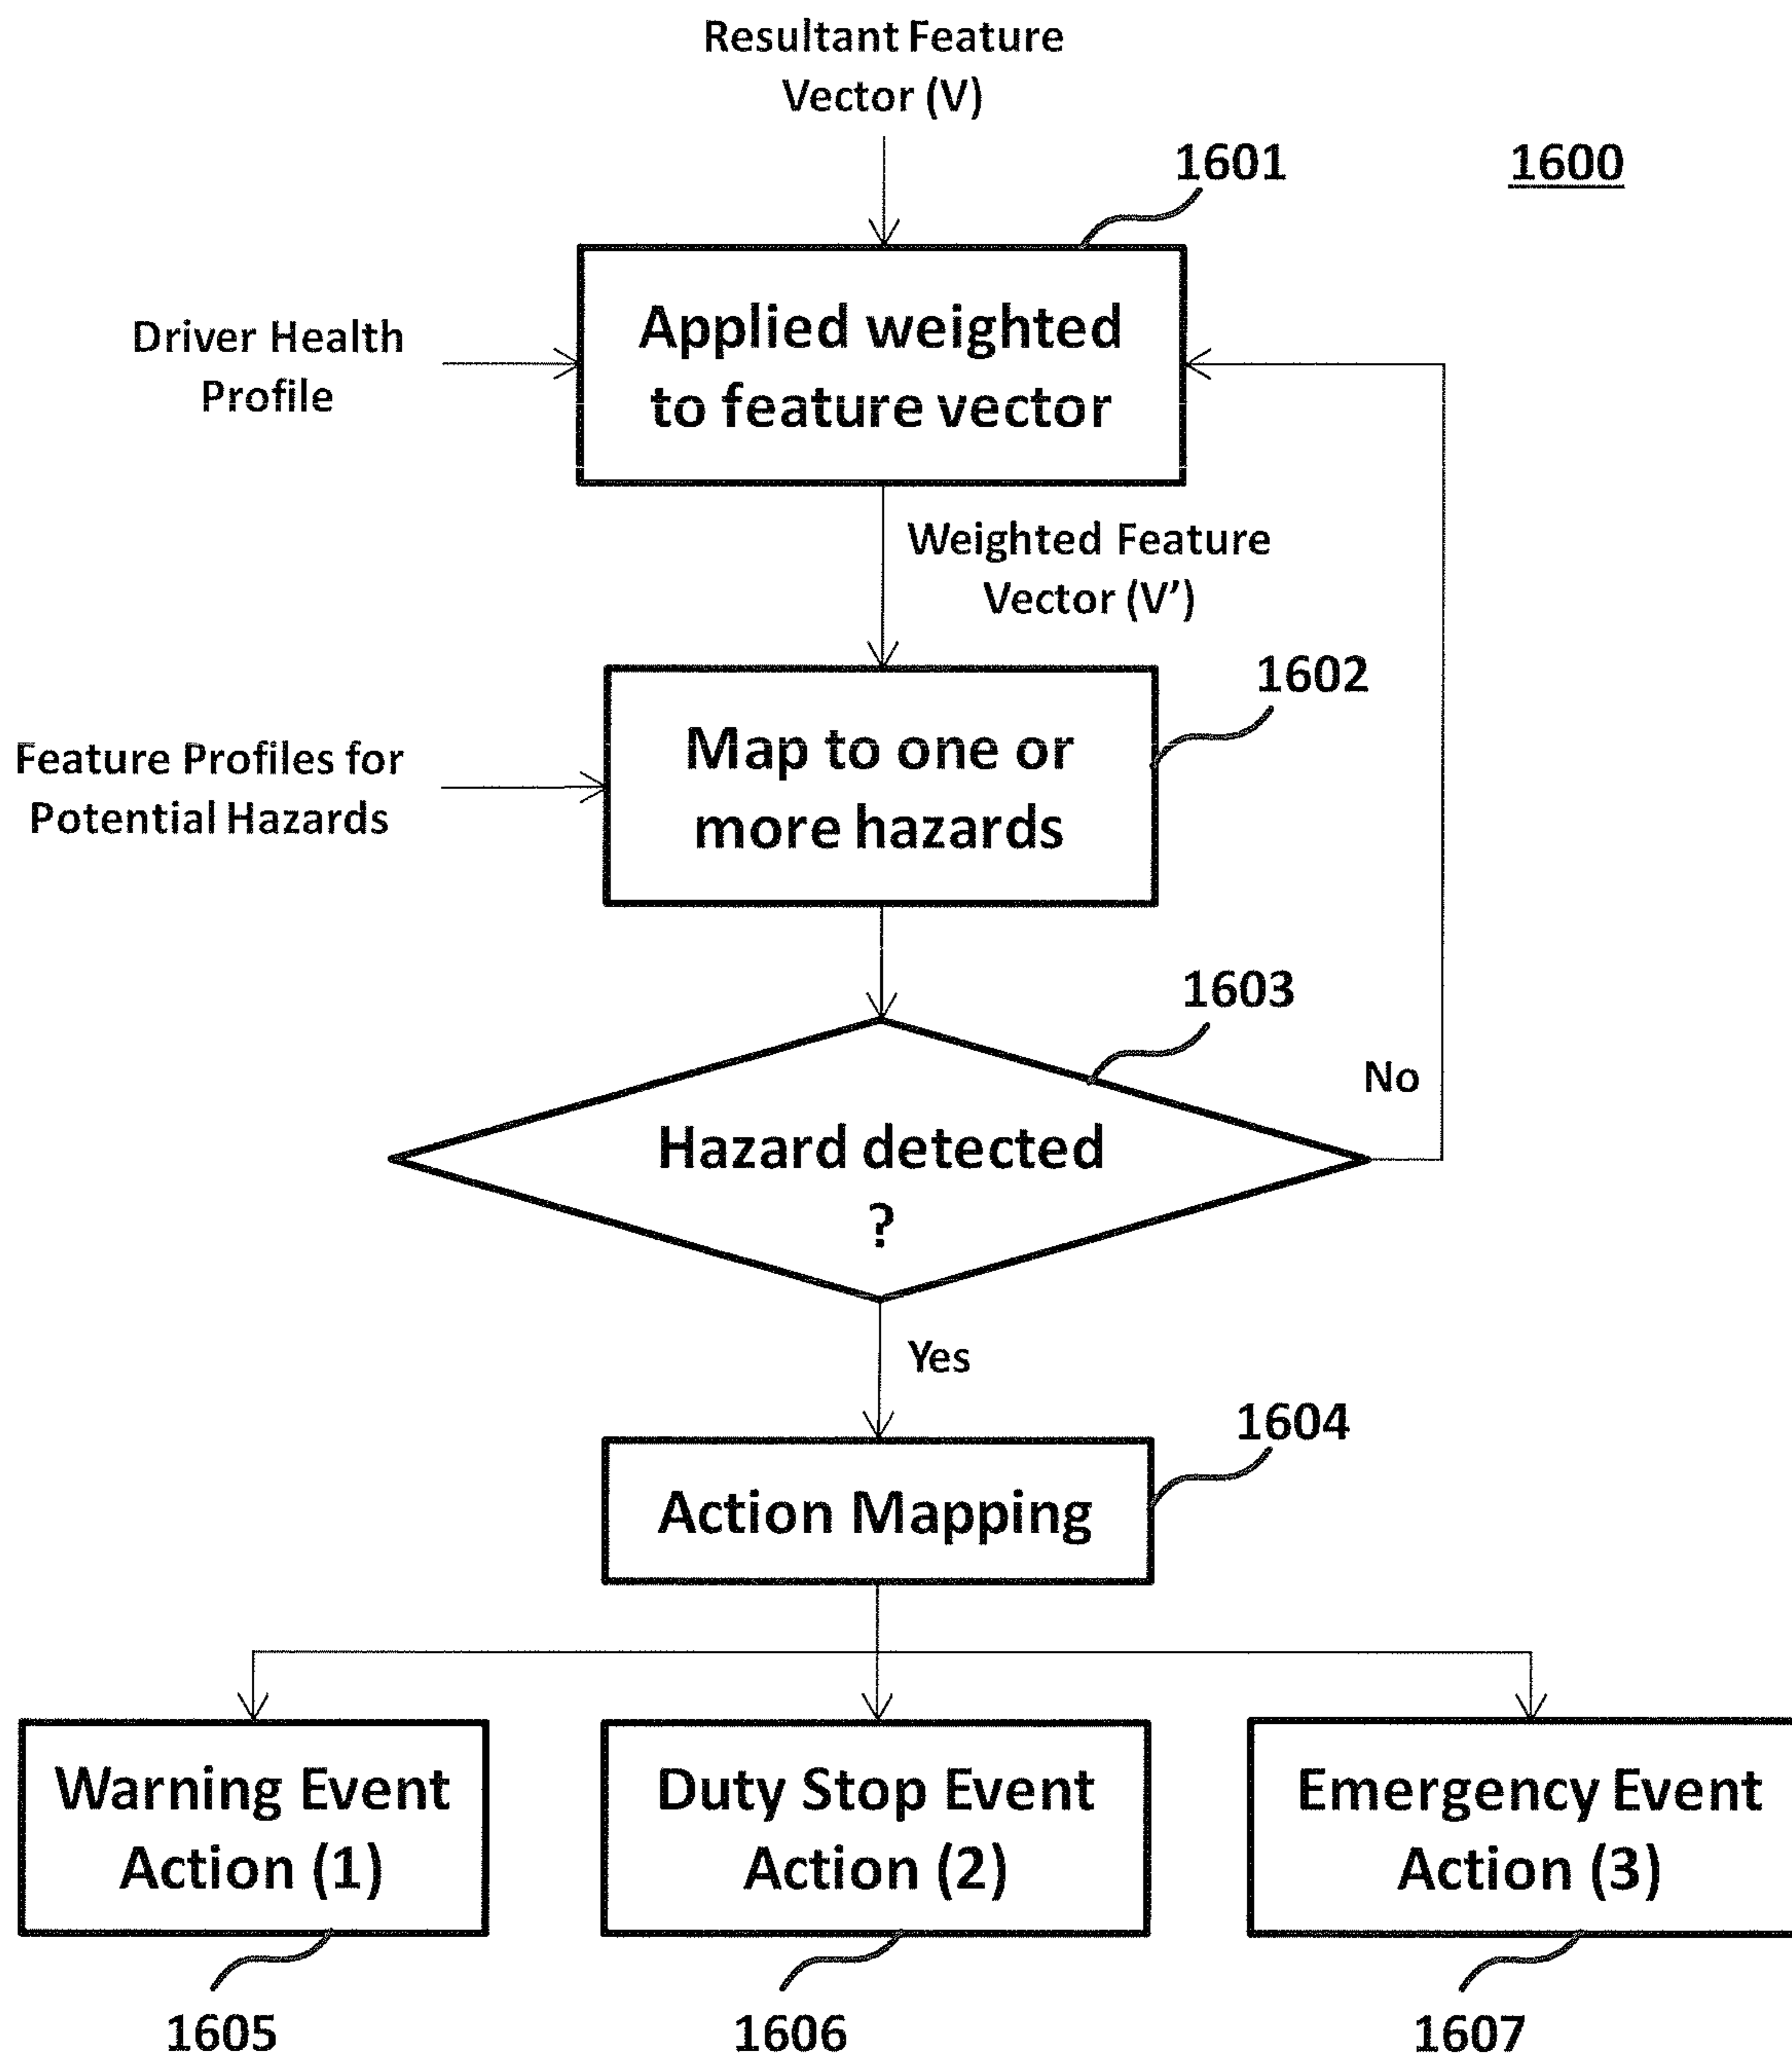 Resultant Feature
Vector (V)
1601
1600
Driver Health
Profile
Applied weighted
to feature vector
Weighted Feature
Vector (V’)
1602
Feature Profiles for
Potential Hazards
Map to one or
more hazards
1603
No
Hazard detected
?
Yes
1604
Action Mapping
Warning Event
Action (1)
Duty Stop Event
Action (2)
Emergency Event
Action (3)
1605
1606
1607